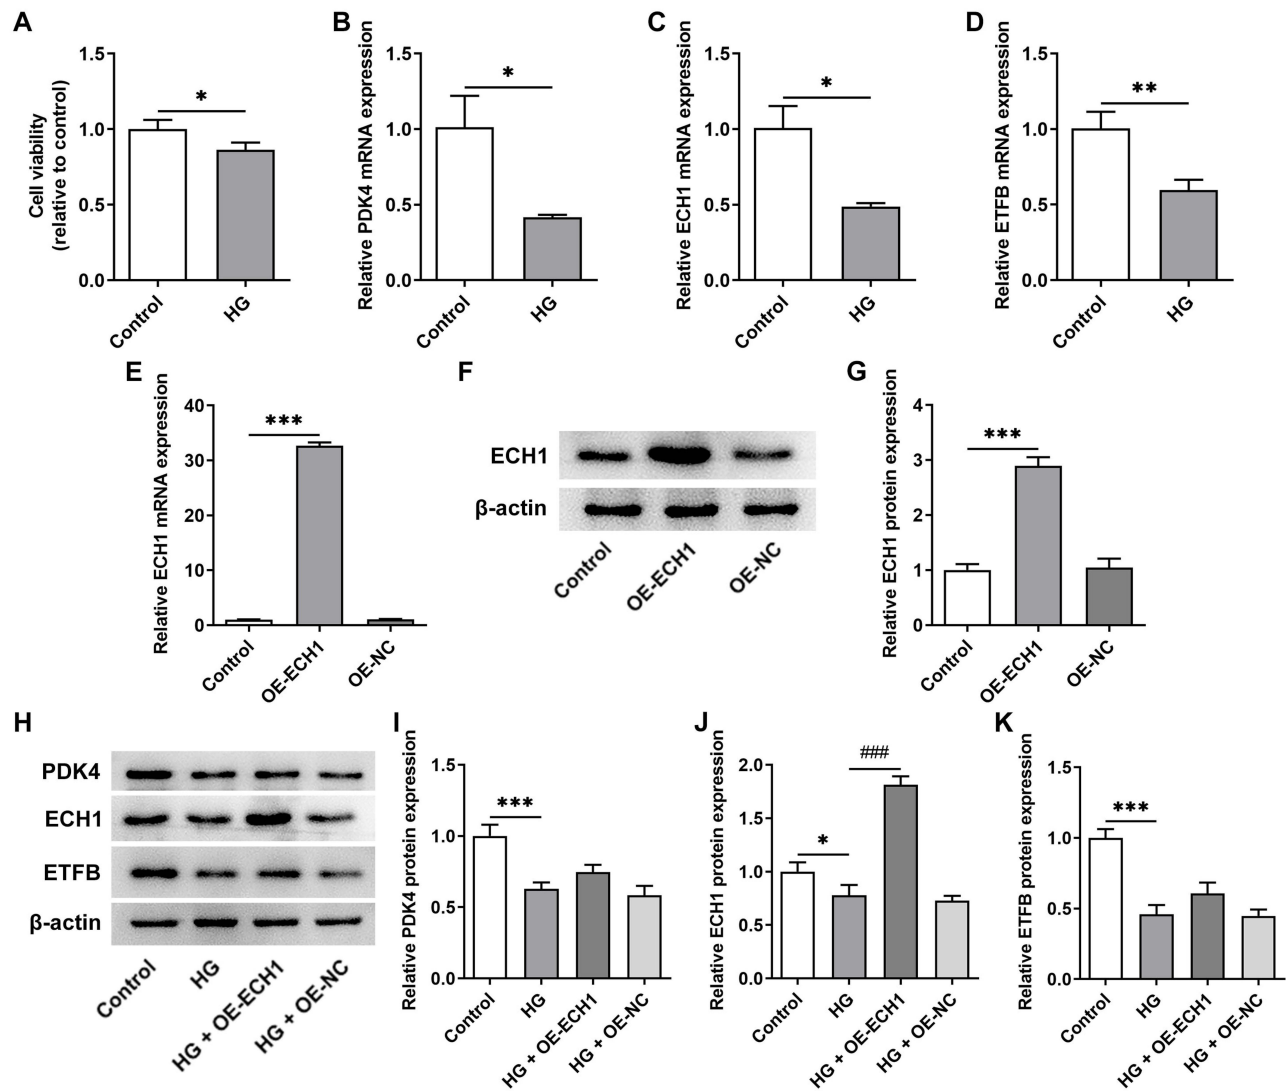 A
Cell viability
(relative to control)
1.5
1.0
0.5
0.0
*
Control
HG
B
Relative PDK4 mRNA expression
1.5
1.0
0.5
0.0
*
Control
HG
C
Relative ECH1 mRNA expression
1.5
1.0
0.5
0.0
*
Control
HG
D
Relative ETFB mRNA expression
1.5
1.0
0.5
0.0
**
Control
HG
E
Relative ECH1 mRNA expression
40
30
20
10
0
***
Control
OE-ECH1
OE-NC
F
ECH1
β-actin
Control
OE-ECH1
OE-NC
G
Relative ECH1 protein expression
4
3
2
1
0
***
Control
OE-ECH1
OE-NC
H
PDK4
ECH1
ETFB
β-actin
Control
HG
HG + OE-ECH1
HG + OE-NC
I
Relative PDK4 protein expression
1.5
1.0
0.5
0.0
***
Control
HG
HG + OE-ECH1
HG + OE-NC
J
Relative ECH1 protein expression
2.0
1.5
1.0
0.5
0.0
*
###
Control
HG
HG + OE-ECH1
HG + OE-NC
K
Relative ETFB protein expression
1.5
1.0
0.5
0.0
***
Control
HG
HG + OE-ECH1
HG + OE-NC